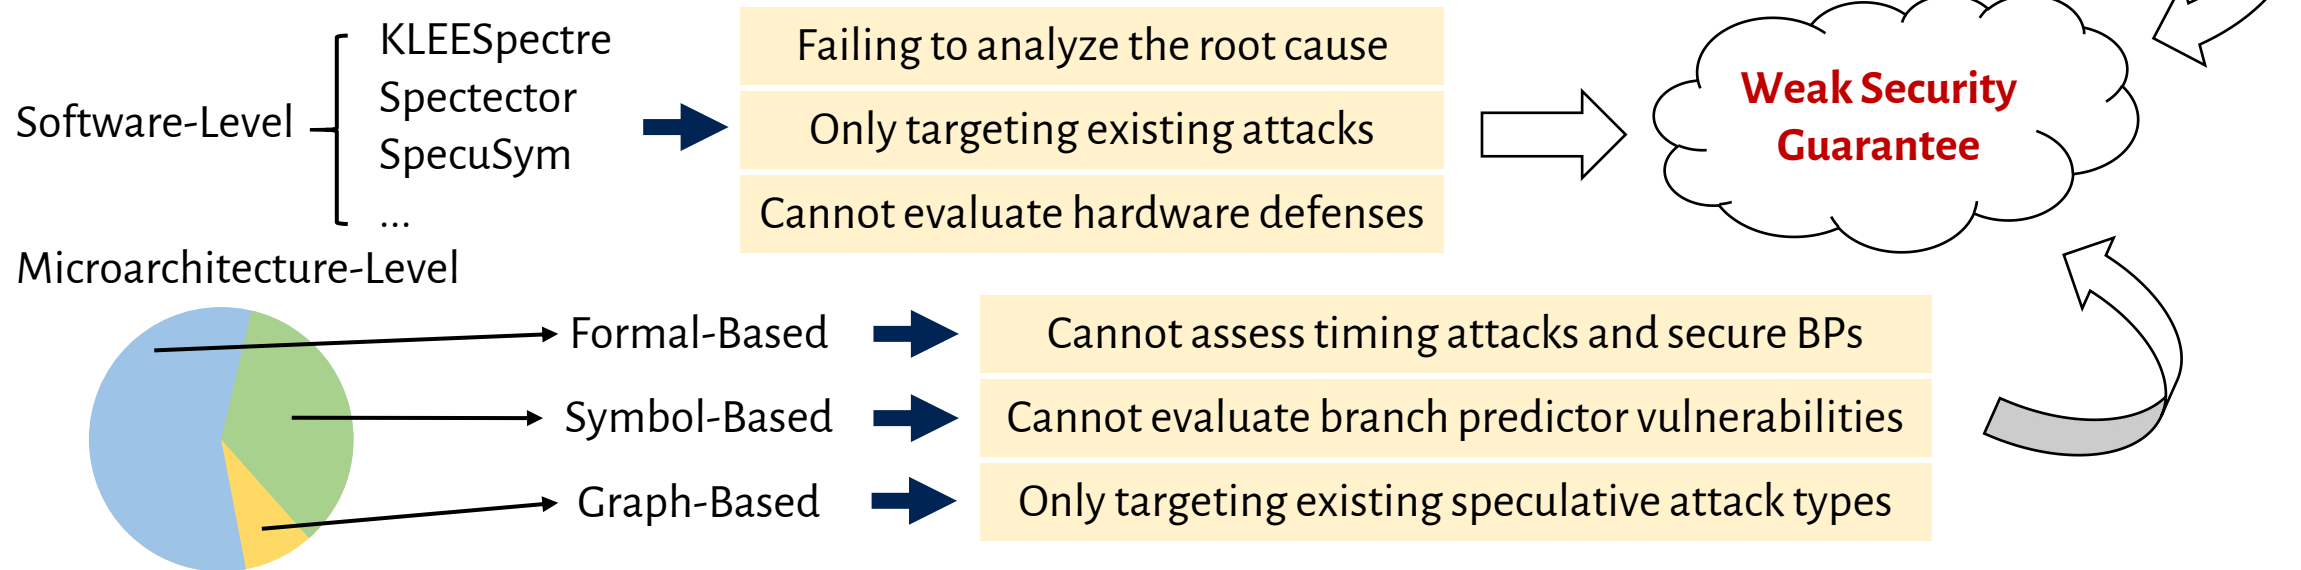 Software-Level
KLEESpectre
Spectector
SpecuSym
...
Failing to analyze the root cause
Only targeting existing attacks
Cannot evaluate hardware defenses
Weak Security
Guarantee
Microarchitecture-Level
Formal-Based
Cannot assess timing attacks and secure BPs
Symbol-Based
Cannot evaluate branch predictor vulnerabilities
Graph-Based
Only targeting existing speculative attack types